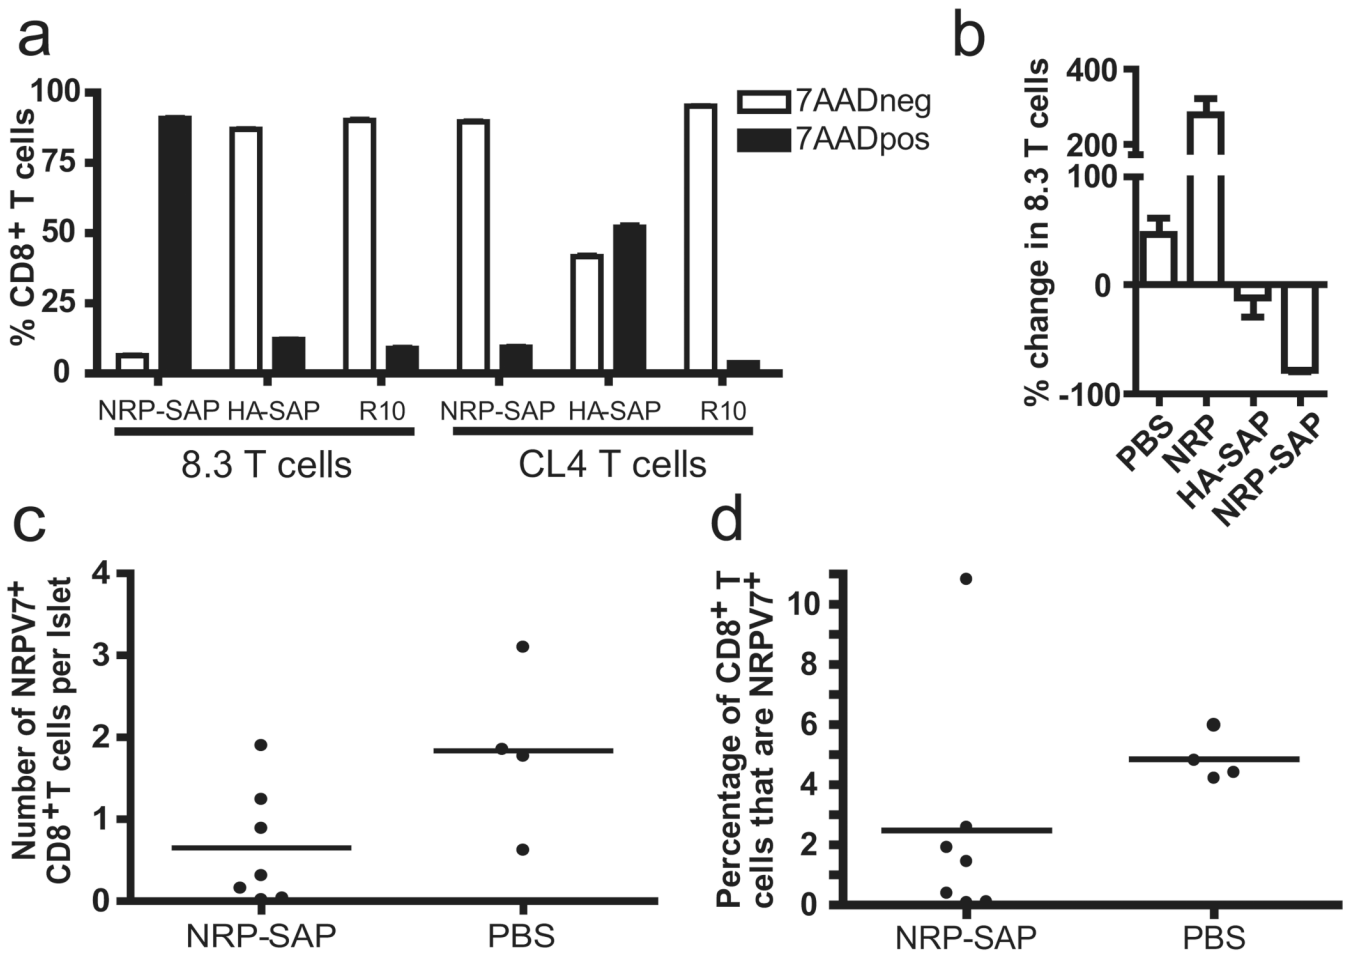 a
% CD8+ T cells
100
75
50
25
0
7AADneg
7AADpos
NRP-SAP HA-SAP R10 NRP-SAP HA-SAP R10
8.3 T cells CL4 T cells
b
% change in 8.3 T cells
400
200
100
0
-100
PBS
NRP
HA-SAP
NRP-SAP
c
Number of NRPV7+
CD8+T cells per Islet
4
3
2
1
0
NRP-SAP PBS
d
Percentage of CD8+ T
cells that are NRPV7+
10
8
6
4
2
0
NRP-SAP PBS